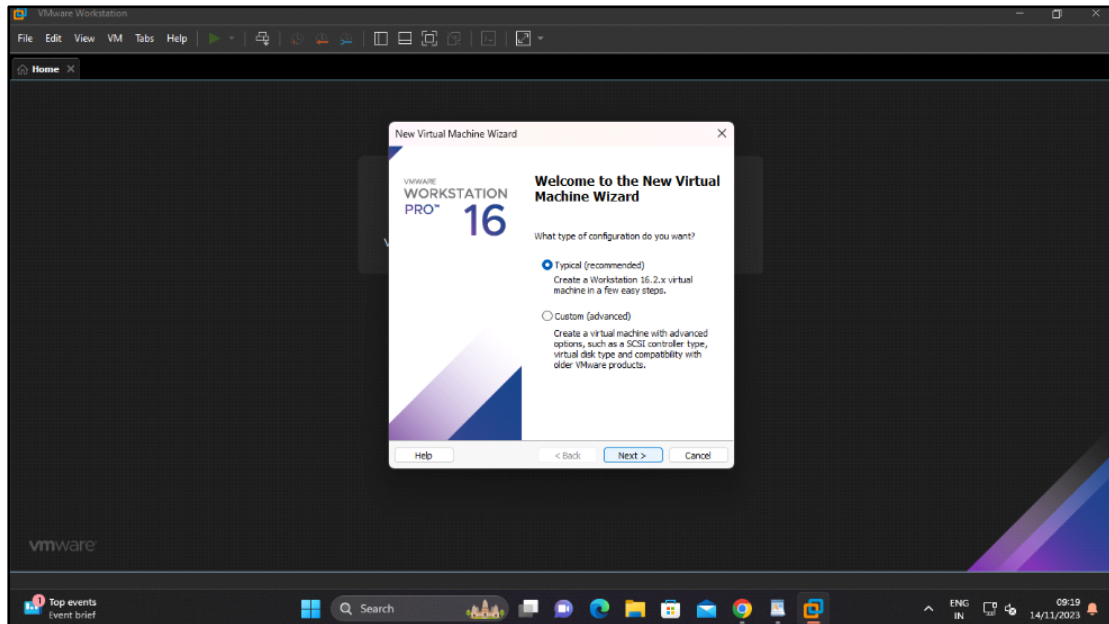 VMware Workstation
File Edit View VM Tabs Help
Home
New Virtual Machine Wizard
VMWARE
WORKSTATION
PRO™ 16
Welcome to the New Virtual
Machine Wizard
What type of configuration do you want?
Typical (recommended)
Create a Workstation 16.2.x virtual
machine in a few easy steps.
Custom (advanced)
Create a virtual machine with advanced
options, such as a SCSI controller type,
virtual disk type and compatibility with
older VMware products.
Help < Back Next > Cancel
vmware
1 Top events
Event brief
Search
ENG
IN
09:19
14/11/2023